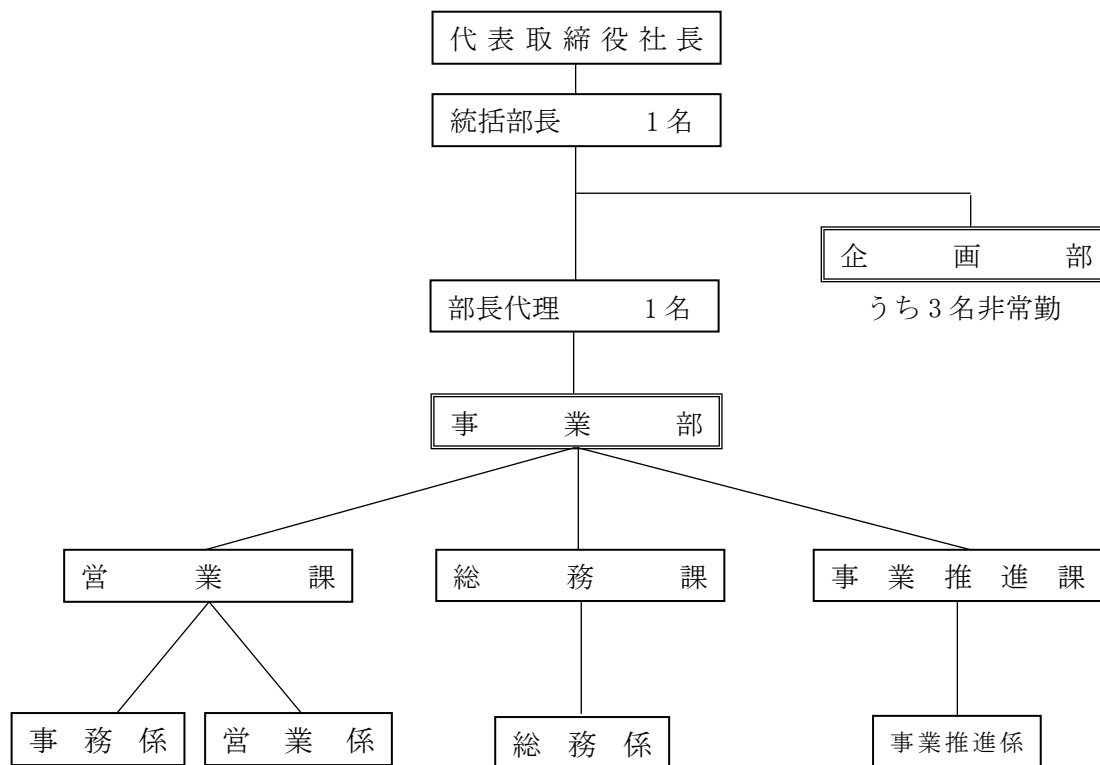 代表取締役社長
統括部長　1名
企画部
うち3名非常勤
部長代理　1名
事業部
営業課
総務課
事業推進課
事務係
営業係
総務係
事業推進係